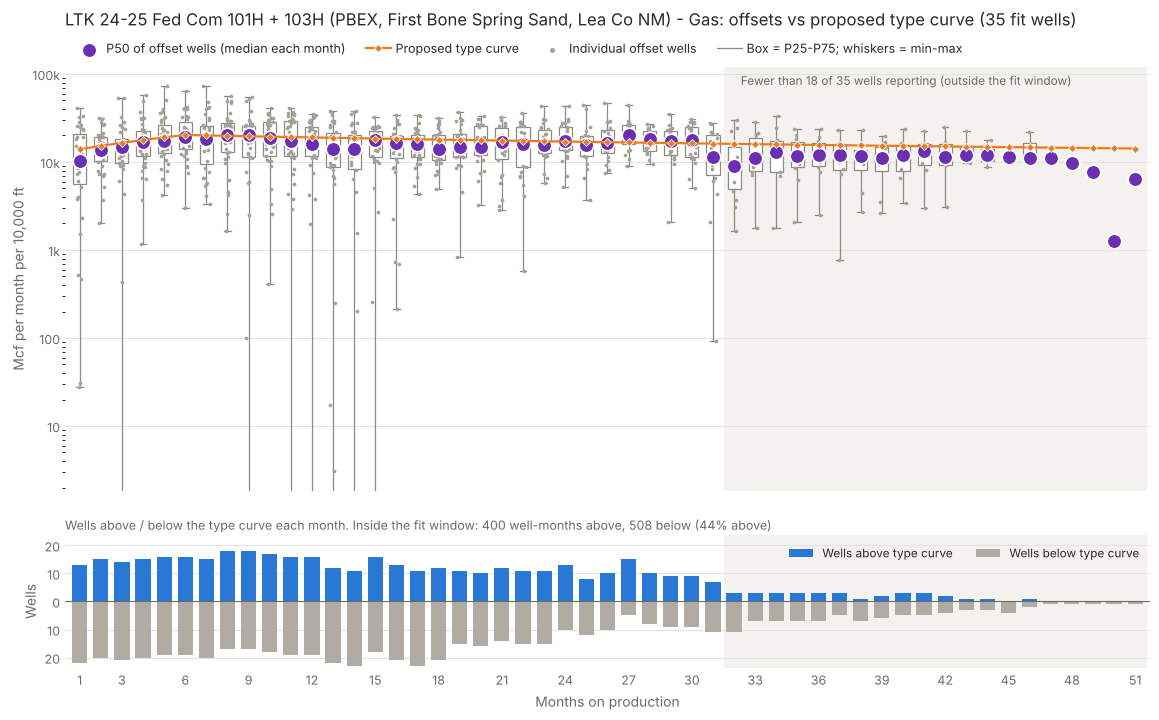 LTK 24-25 Fed Com 101H + 103H (PBEX, First Bone Spring Sand, Lea Co NM) - Gas: offsets vs proposed type curve (35 fit wells)
P50 of offset wells (median each month)
Proposed type curve
Individual offset wells
Box = P25-P75; whiskers = min-max
Fewer than 18 of 35 wells reporting (outside the fit window)
Mcf per month per 10,000 ft
100k
10k
1k
100
10
Wells above / below the type curve each month. Inside the fit window: 400 well-months above, 508 below (44% above)
Wells above type curve
Wells below type curve
Wells
20
10
0
10
20
1 3 6 9 12 15 18 21 24 27 30 33 36 39 42 45 48 51
Months on production